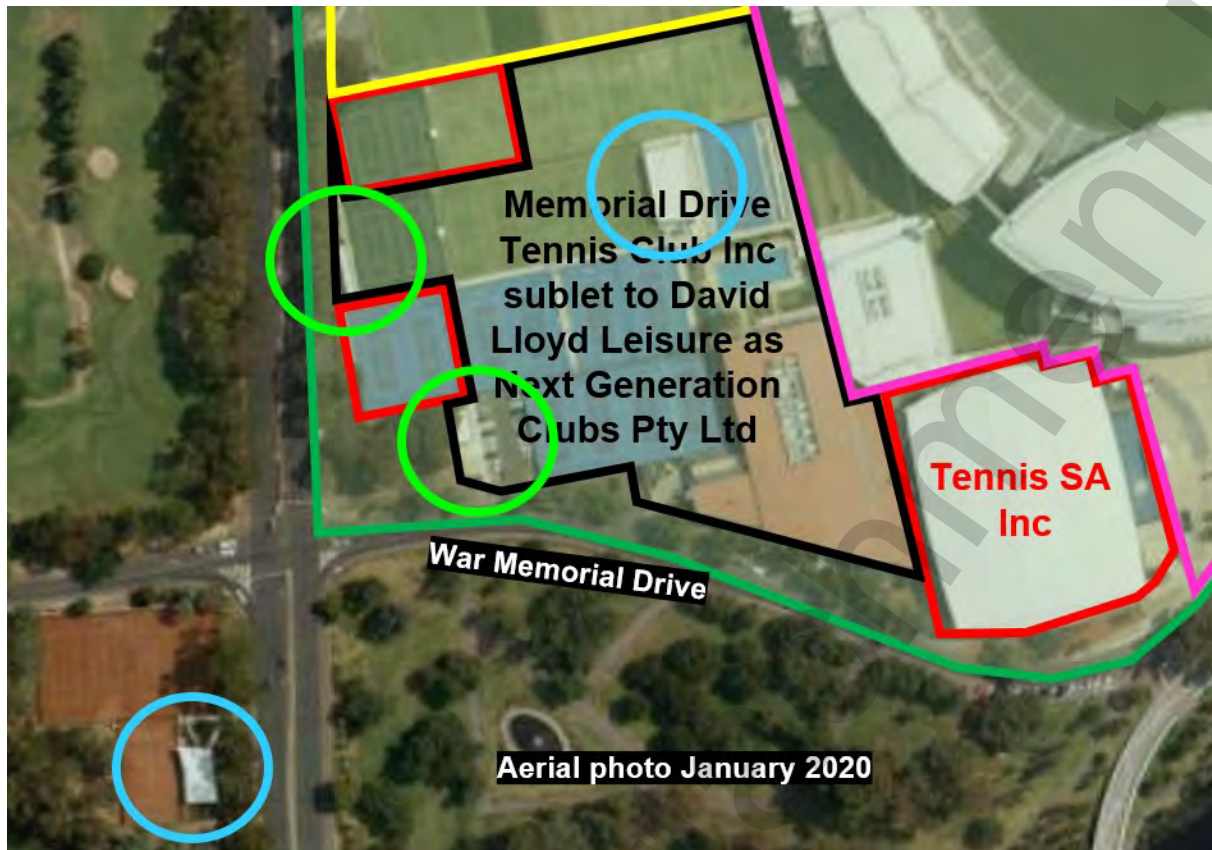 Memorial Drive
Tennis Club Inc
sublet to David
Lloyd Leisure as
Next Generation
Clubs Pty Ltd
Tennis SA
Inc
War Memorial Drive
Aerial photo January 2020